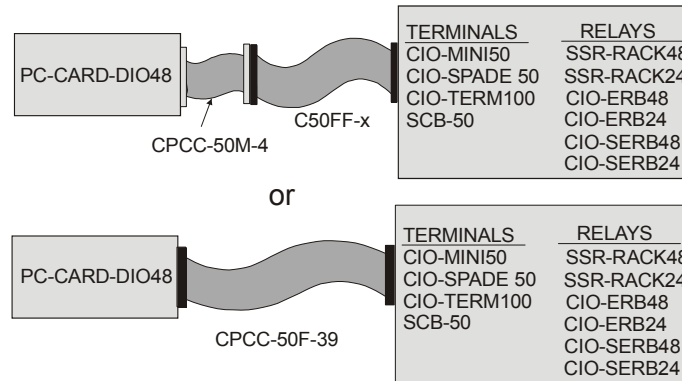 PC-CARD-DIO48
CPCC-50M-4
C50FF-x
TERMINALS
CIO-MINI50
CIO-SPADE 50
CIO-TERM100
SCB-50
RELAYS
SSR-RACK48
SSR-RACK24
CIO-ERB48
CIO-ERB24
CIO-SERB48
CIO-SERB24
or
PC-CARD-DIO48
CPCC-50F-39
TERMINALS
CIO-MINI50
CIO-SPADE 50
CIO-TERM100
SCB-50
RELAYS
SSR-RACK48
SSR-RACK24
CIO-ERB48
CIO-ERB24
CIO-SERB48
CIO-SERB24